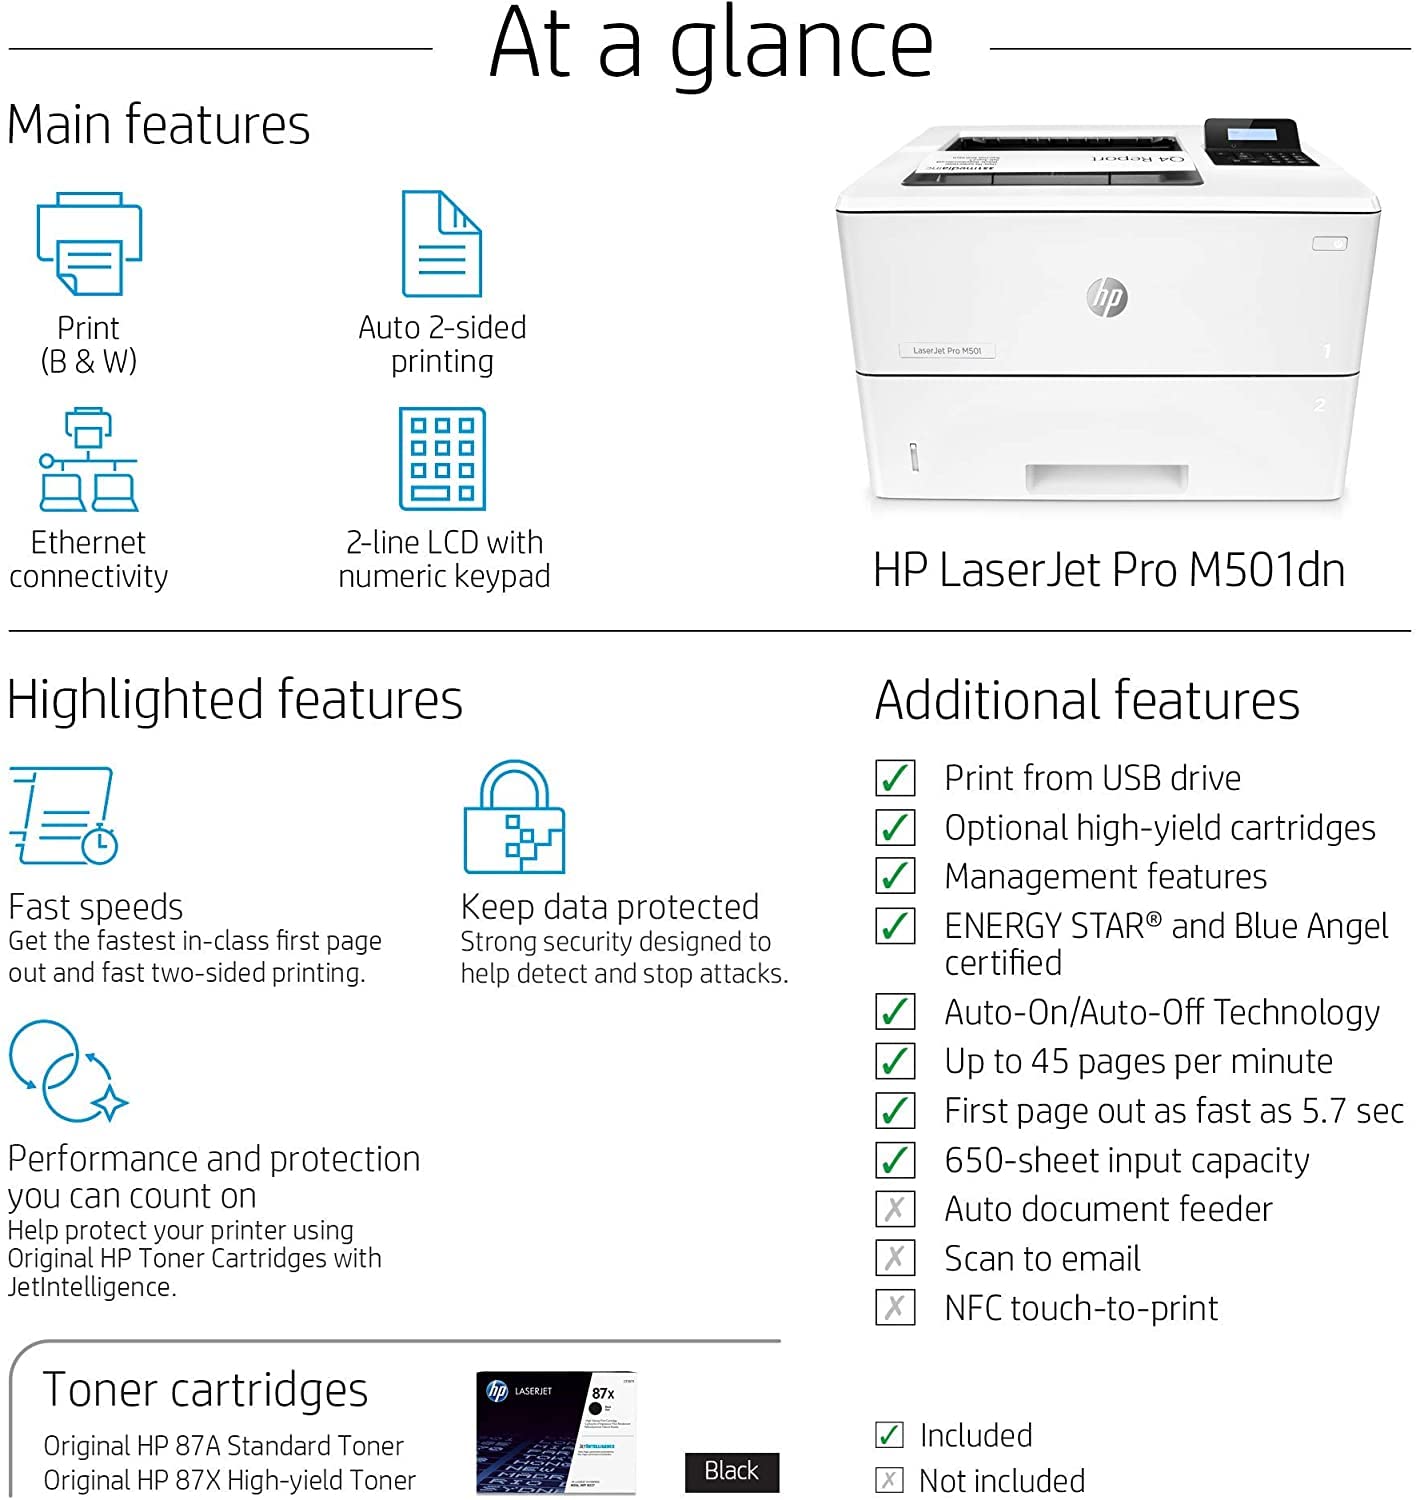 At a glance
Main features
Print
(B & W)
Auto 2-sided
printing
Ethernet
connectivity
2-line LCD with
numeric keypad
Q4 Report
hp
LaserJet Pro M501
1
2
HP LaserJet Pro M501dn
Highlighted features
Fast speeds
Get the fastest in-class first page
out and fast two-sided printing.
Keep data protected
Strong security designed to
help detect and stop attacks.
Performance and protection
you can count on
Help protect your printer using
Original HP Toner Cartridges with
JetIntelligence.
Additional features
✓ Print from USB drive
✓ Optional high-yield cartridges
✓ Management features
✓ ENERGY STAR® and Blue Angel
certified
✓ Auto-On/Auto-Off Technology
✓ Up to 45 pages per minute
✓ First page out as fast as 5.7 sec
✓ 650-sheet input capacity
✗ Auto document feeder
✗ Scan to email
✗ NFC touch-to-print
Toner cartridges
Original HP 87A Standard Toner
Original HP 87X High-yield Toner
hp LASERJET
87x
Black
✓ Included
✗ Not included